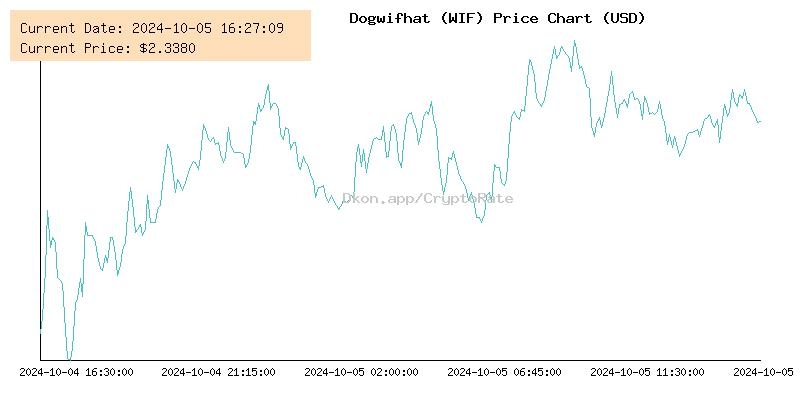 Dogwifhat (WIF) Price Chart (USD)
Current Date: 2024-10-05 16:27:09
Current Price: $2.3380
Dkon.app/CryptoRate
2024-10-04 16:30:00 2024-10-04 21:15:00 2024-10-05 02:00:00 2024-10-05 06:45:00 2024-10-05 11:30:00 2024-10-05